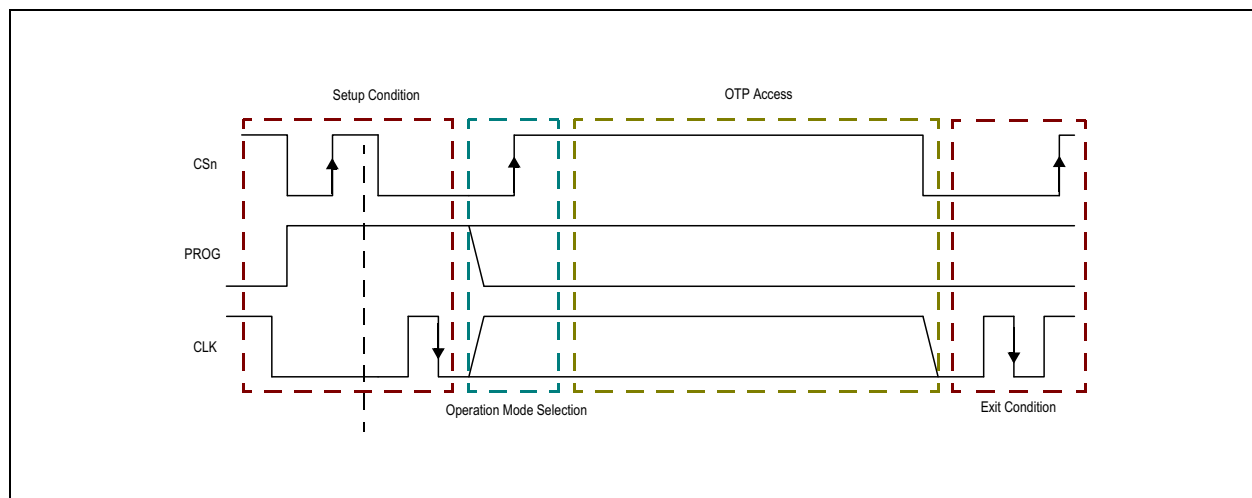 Setup Condition
OTP Access
CSn
PROG
CLK
Operation Mode Selection
Exit Condition